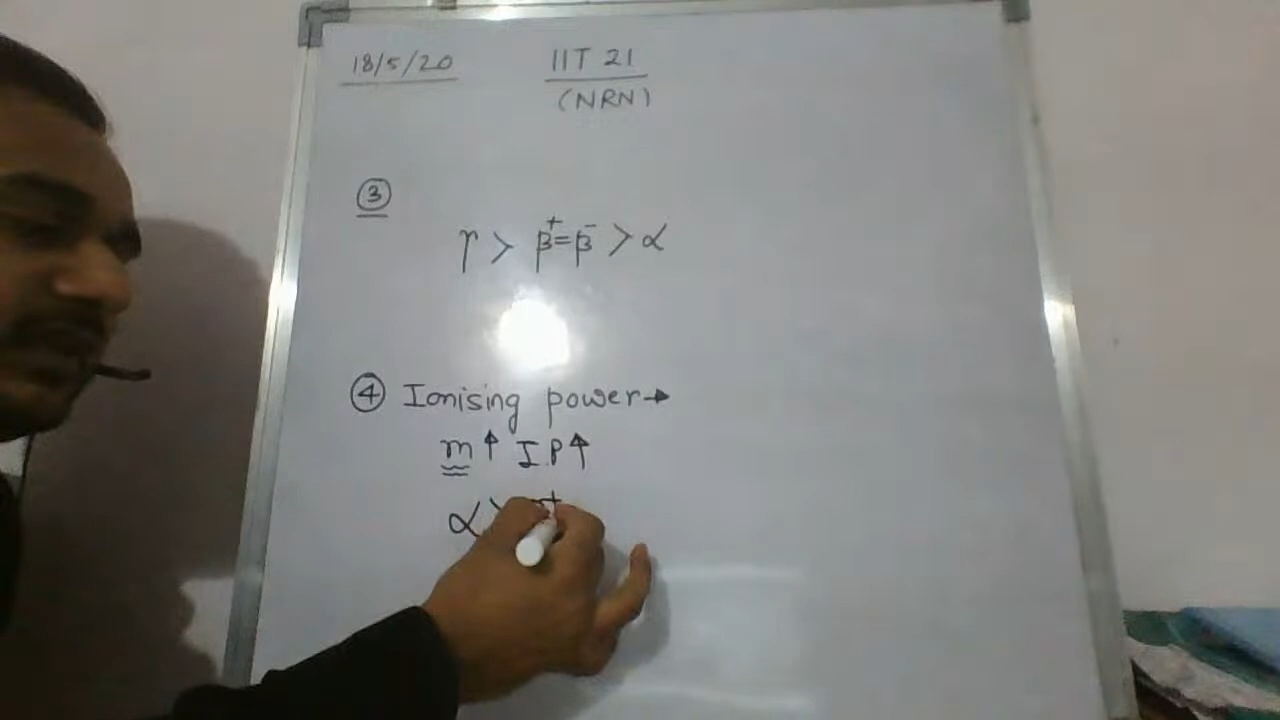 18/5/20 IIT 21
(NRN)
③
γ > β⁺=β⁻ > α
④ Ionising power→
m↑ I.P↑
α >